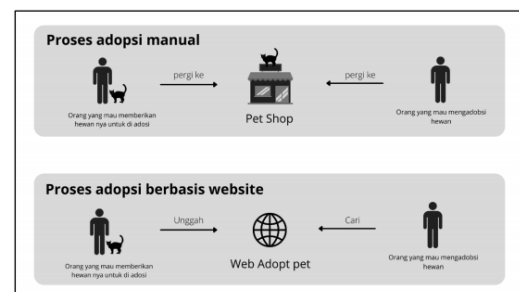 Proses adopsi manual
pergi ke
pergi ke
Orang yang mau memberikan
hewan nya untuk di adosi
Pet Shop
Orang yang mau mengadobsi
hewan
Proses adopsi berbasis website
Unggah
Cari
Orang yang mau memberikan
hewan nya untuk di adosi
Web Adopt pet
Orang yang mau mengadobsi
hewan